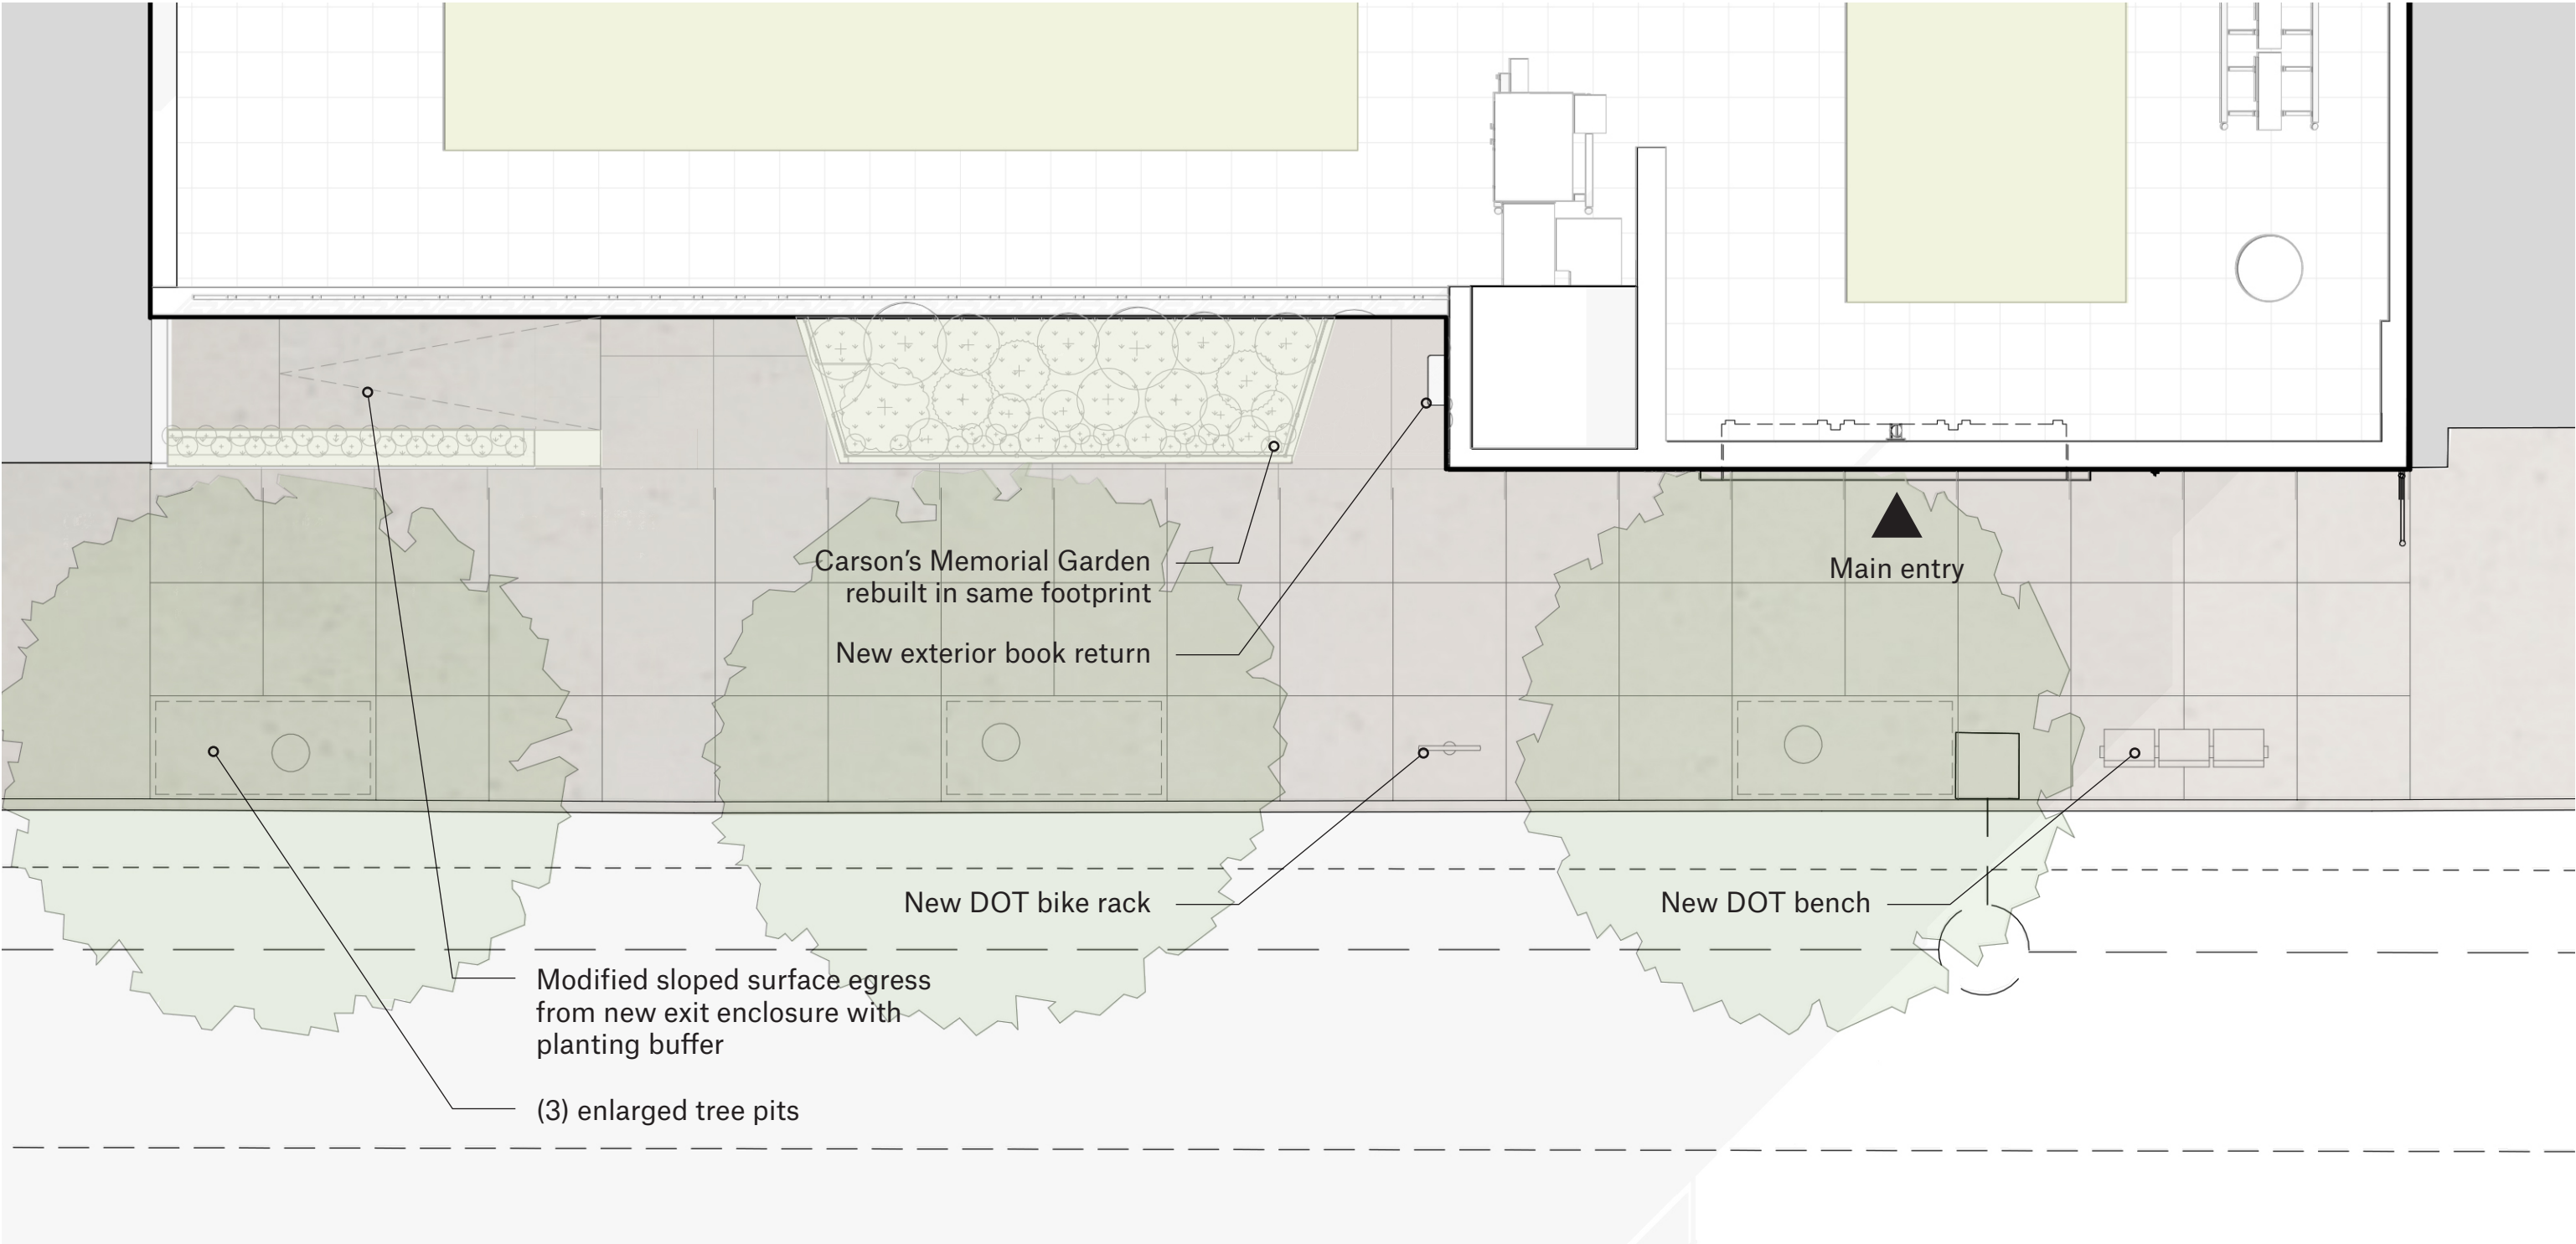 Carson’s Memorial Garden
rebuilt in same footprint
New exterior book return
Main entry
New DOT bike rack
New DOT bench
Modified sloped surface egress
from new exit enclosure with
planting buffer
(3) enlarged tree pits